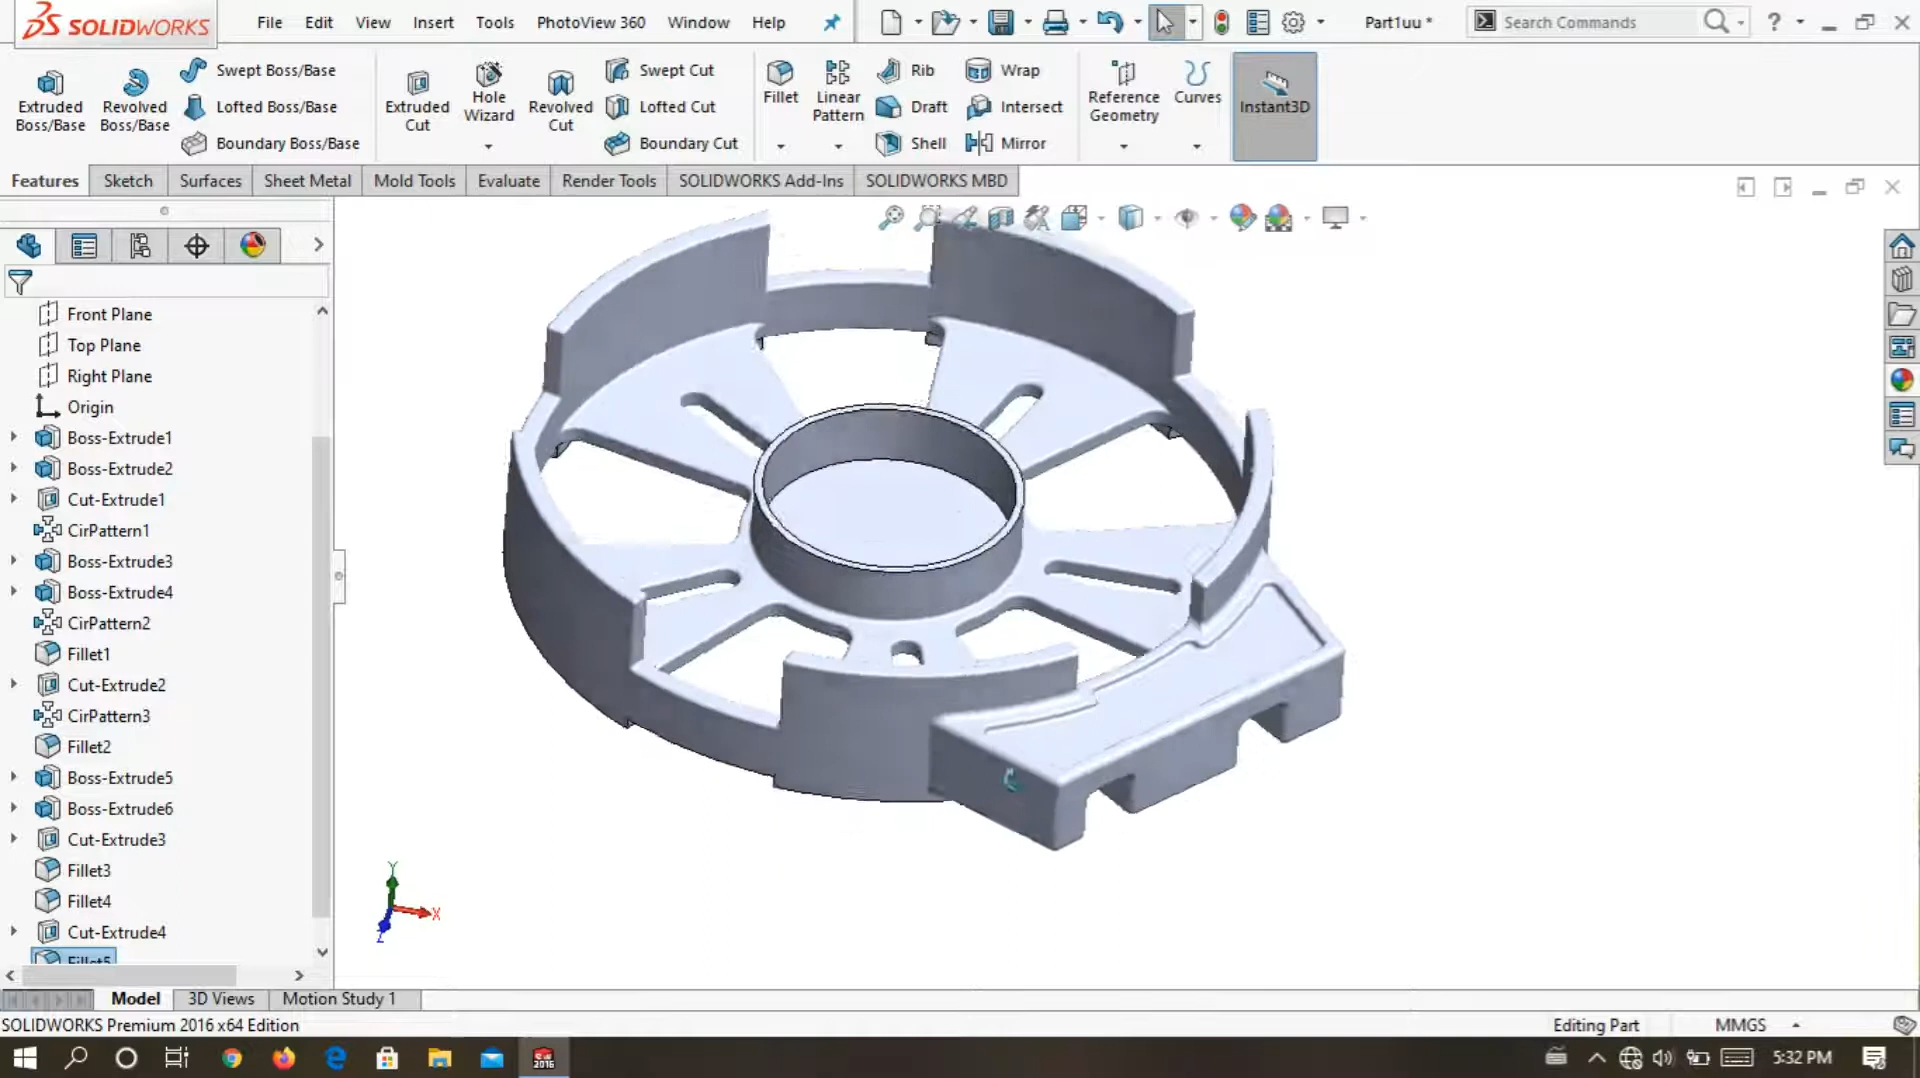 SOLIDWORKS File Edit View Insert Tools PhotoView 360 Window Help Part1uu * Search Commands ?
Extruded Boss/Base
Revolved Boss/Base
Swept Boss/Base
Lofted Boss/Base
Boundary Boss/Base
Extruded Cut
Hole Wizard
Revolved Cut
Swept Cut
Lofted Cut
Boundary Cut
Fillet
Linear Pattern
Rib
Draft
Shell
Wrap
Intersect
Mirror
Reference Geometry
Curves
Instant3D
Features Sketch Surfaces Sheet Metal Mold Tools Evaluate Render Tools SOLIDWORKS Add-Ins SOLIDWORKS MBD
Front Plane
Top Plane
Right Plane
Origin
Boss-Extrude1
Boss-Extrude2
Cut-Extrude1
CirPattern1
Boss-Extrude3
Boss-Extrude4
CirPattern2
Fillet1
Cut-Extrude2
CirPattern3
Fillet2
Boss-Extrude5
Boss-Extrude6
Cut-Extrude3
Fillet3
Fillet4
Cut-Extrude4
Fillet5
Y
X
Z
Model 3D Views Motion Study 1
SOLIDWORKS Premium 2016 x64 Edition Editing Part MMGS
SW 2016
5:32 PM